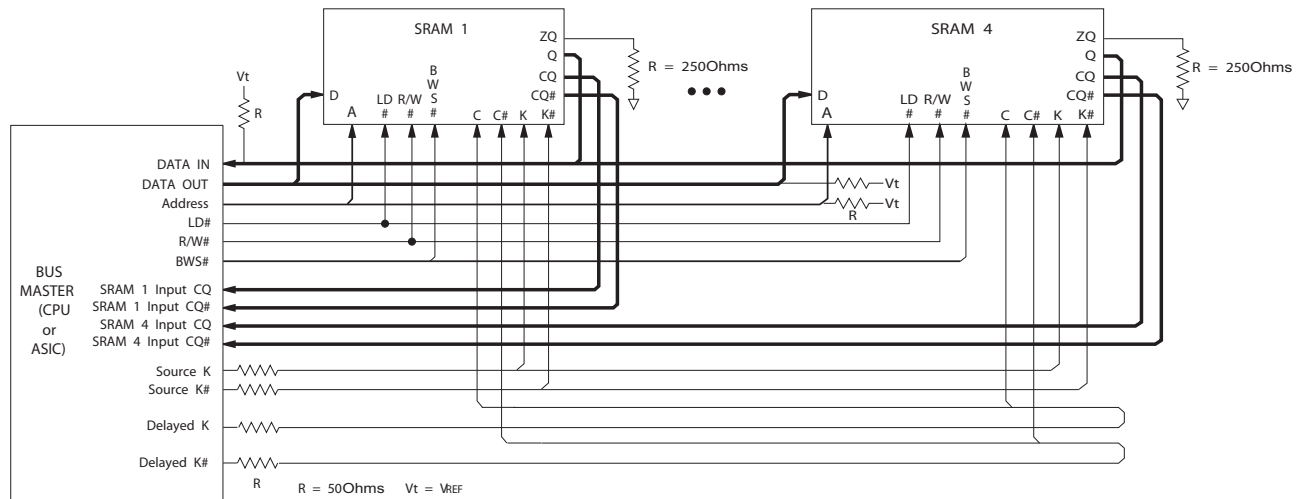 SRAM 1
ZQ
Q
CQ
CQ#
R = 250Ohms
D
A
LD
#
R/W
#
B
W
S
#
C
C#
K
K#
SRAM 4
ZQ
Q
CQ
CQ#
R = 250Ohms
D
A
LD
#
R/W
#
B
W
S
#
C
C#
K
K#
Vt
R
DATA IN
DATA OUT
Address
LD#
R/W#
BWS#
Vt
Vt
R
BUS
MASTER
(CPU
or
ASIC)
SRAM 1 Input CQ
SRAM 1 Input CQ#
SRAM 4 Input CQ
SRAM 4 Input CQ#
Source K
Source K#
Delayed K
Delayed K#
R
R = 50Ohms Vt = VREF